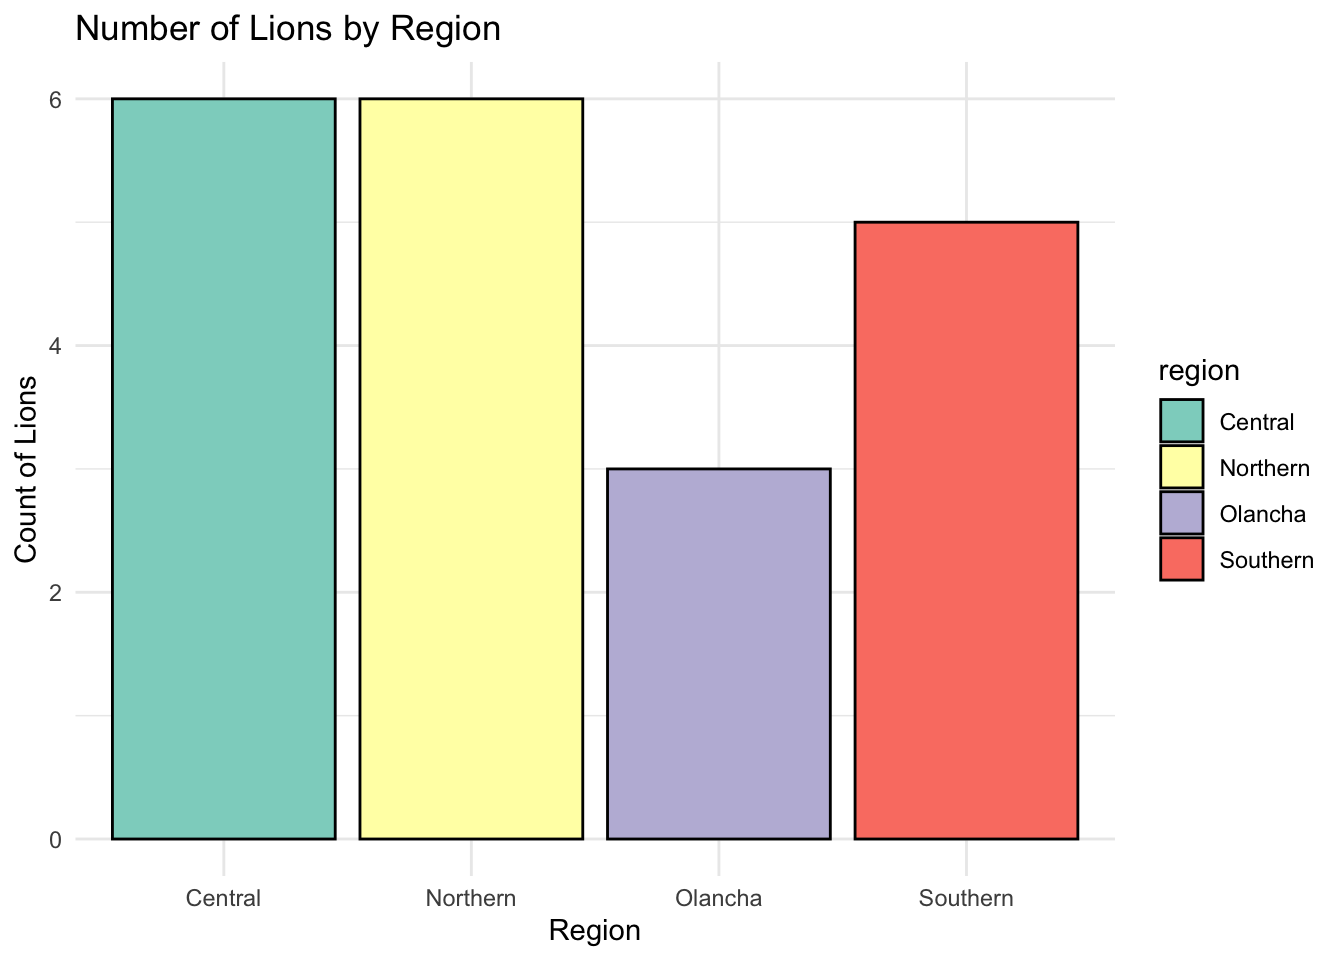 Number of Lions by Region
Count of Lions
6
4
2
0
Central
Northern
Olancha
Southern
Region
region
Central
Northern
Olancha
Southern